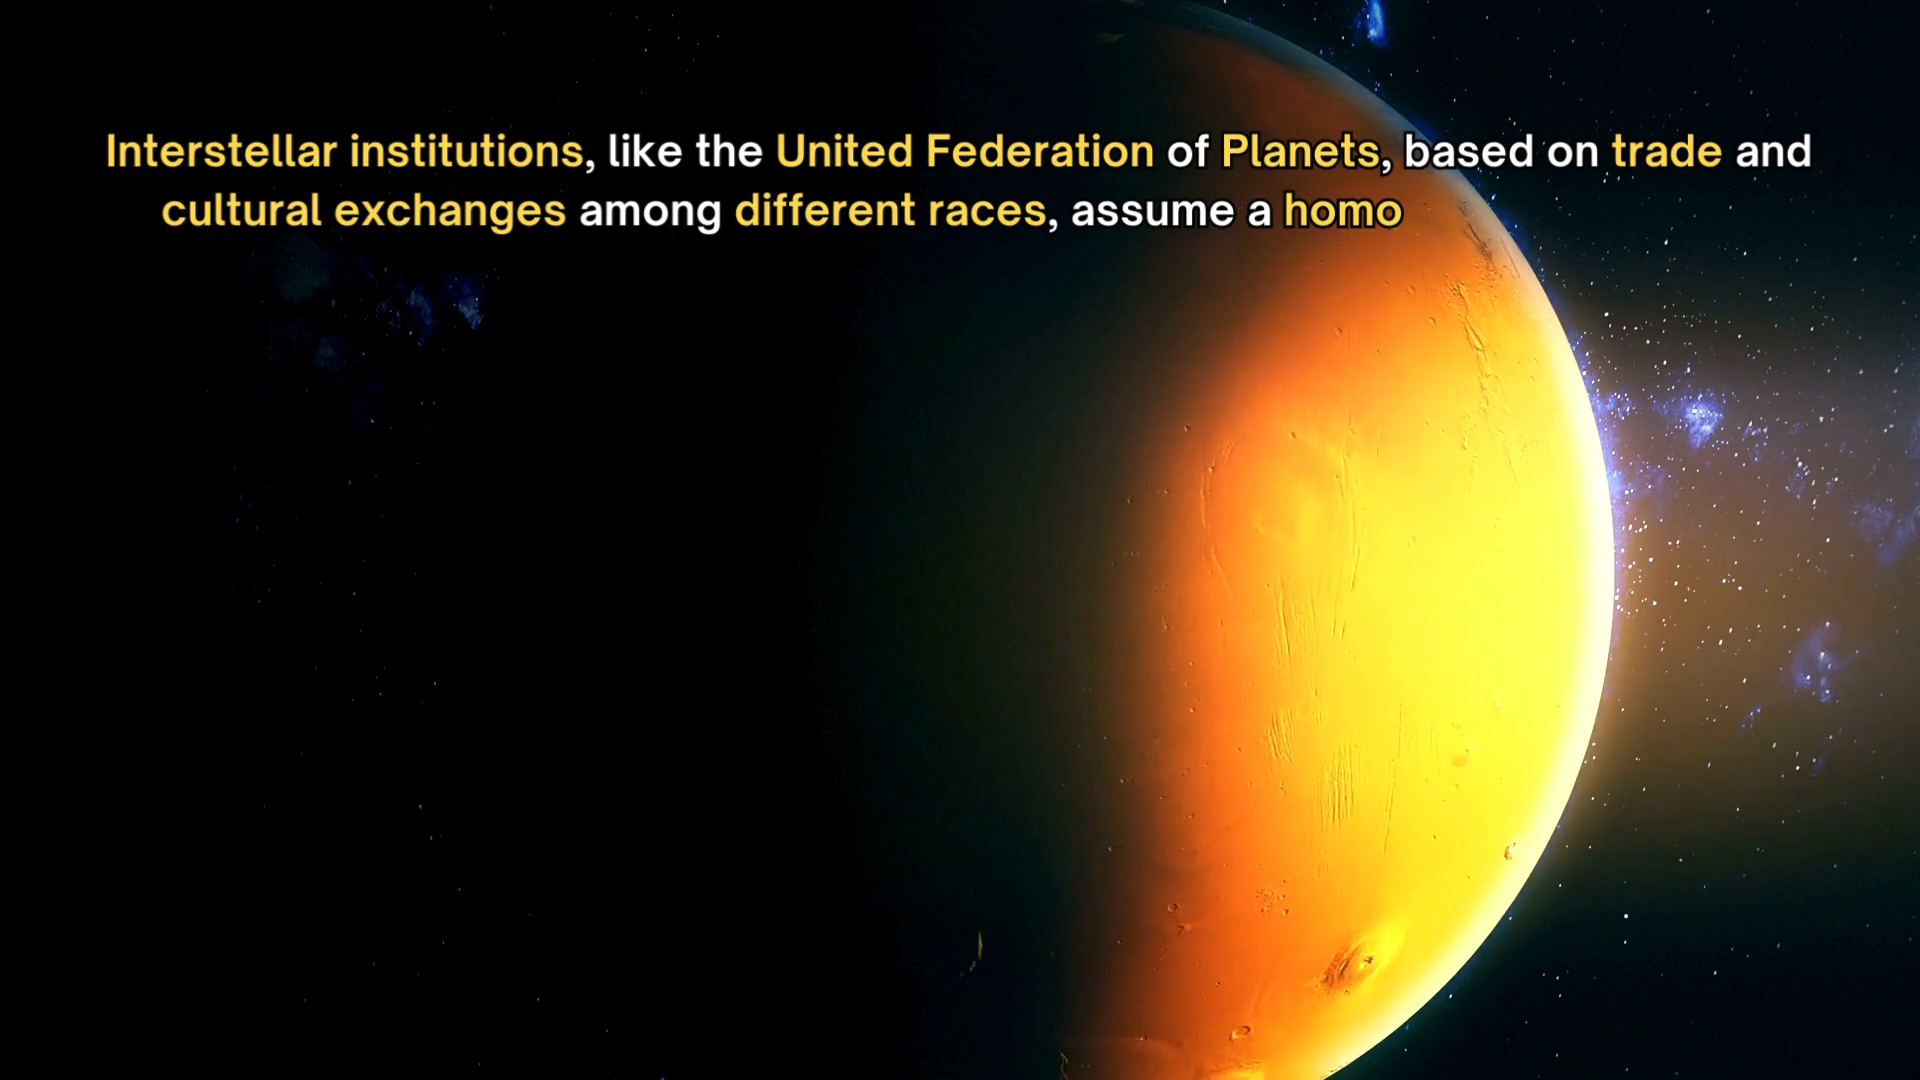 Interstellar institutions, like the United Federation of Planets, based on trade and
cultural exchanges among different races, assume a homo